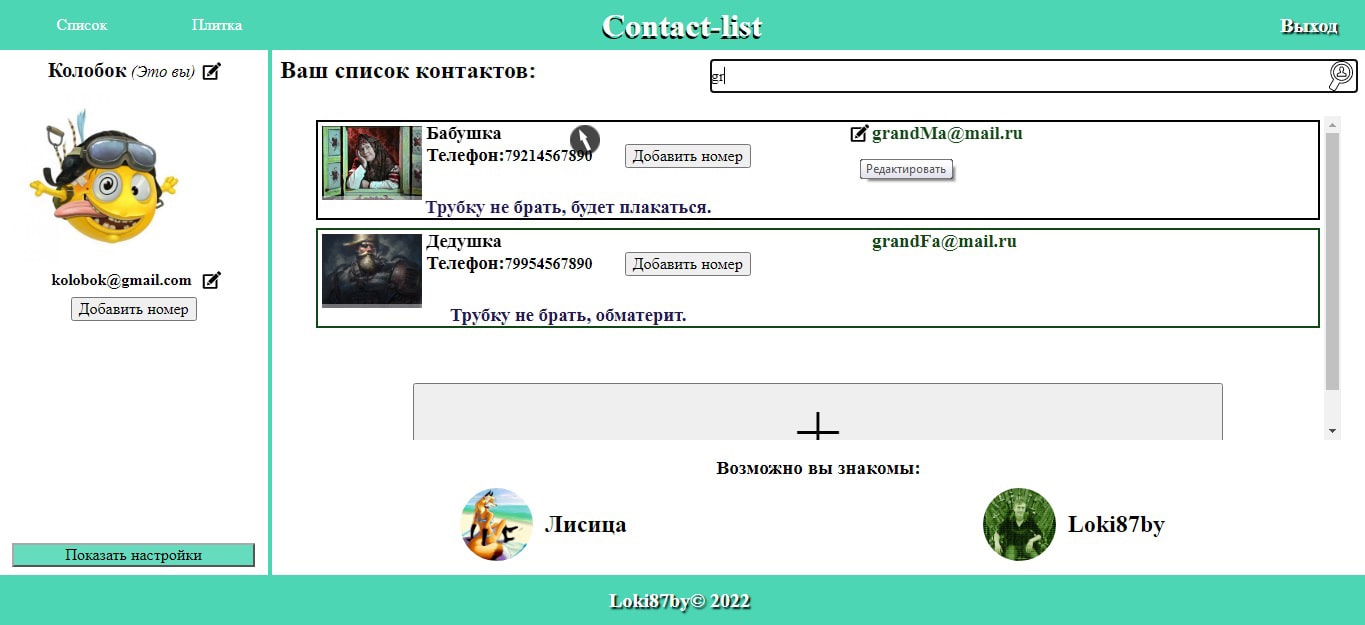 Список Плитка Contact-list Выход
Колобок (Это вы)
kolobok@gmail.com
Добавить номер
Показать настройки
Ваш список контактов: gr
Бабушка grandMa@mail.ru
Телефон:79214567890 Добавить номер Редактировать
Трубку не брать, будет плакаться.
Дедушка grandFa@mail.ru
Телефон:79954567890 Добавить номер
Трубку не брать, обматерит.
Возможно вы знакомы:
Лисица Loki87by
Loki87by© 2022